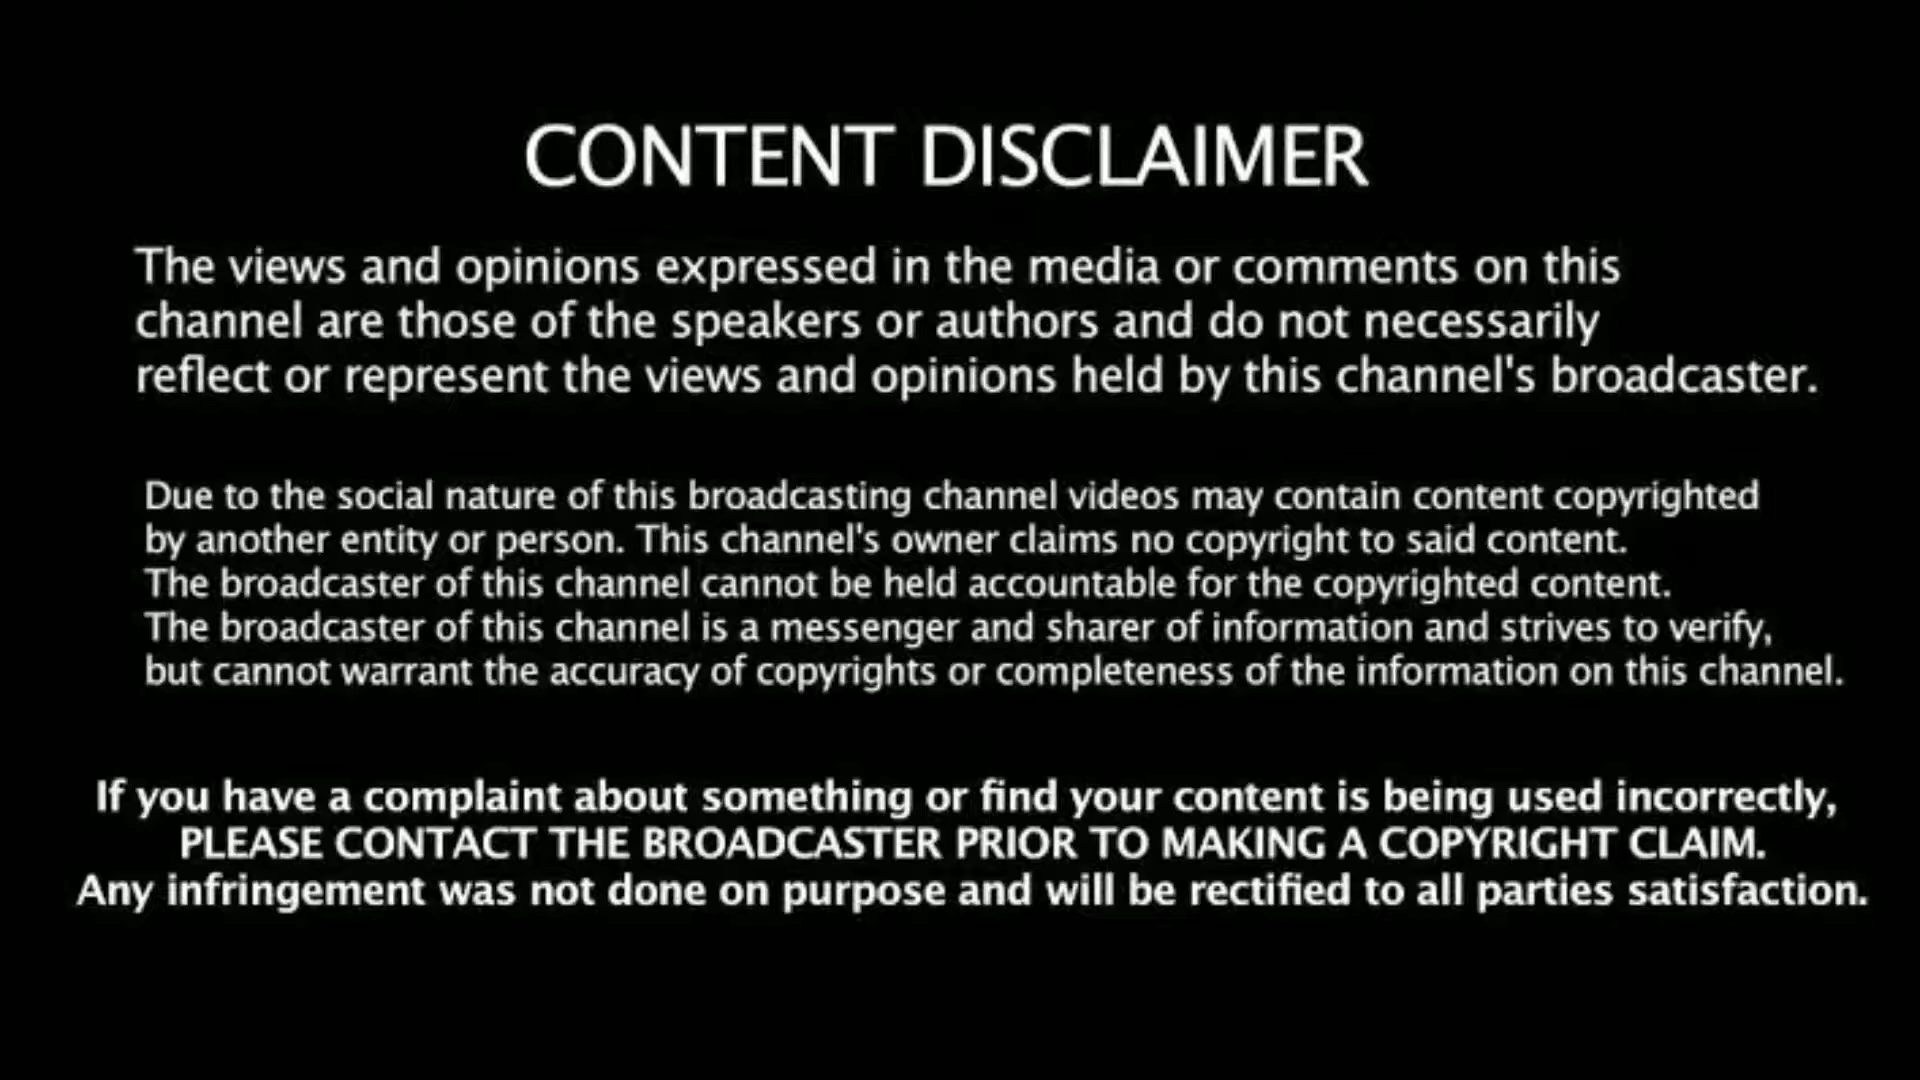 CONTENT DISCLAIMER
The views and opinions expressed in the media or comments on this
channel are those of the speakers or authors and do not necessarily
reflect or represent the views and opinions held by this channel's broadcaster.
Due to the social nature of this broadcasting channel videos may contain content copyrighted
by another entity or person. This channel's owner claims no copyright to said content.
The broadcaster of this channel cannot be held accountable for the copyrighted content.
The broadcaster of this channel is a messenger and sharer of information and strives to verify,
but cannot warrant the accuracy of copyrights or completeness of the information on this channel.
If you have a complaint about something or find your content is being used incorrectly,
PLEASE CONTACT THE BROADCASTER PRIOR TO MAKING A COPYRIGHT CLAIM.
Any infringement was not done on purpose and will be rectified to all parties satisfaction.